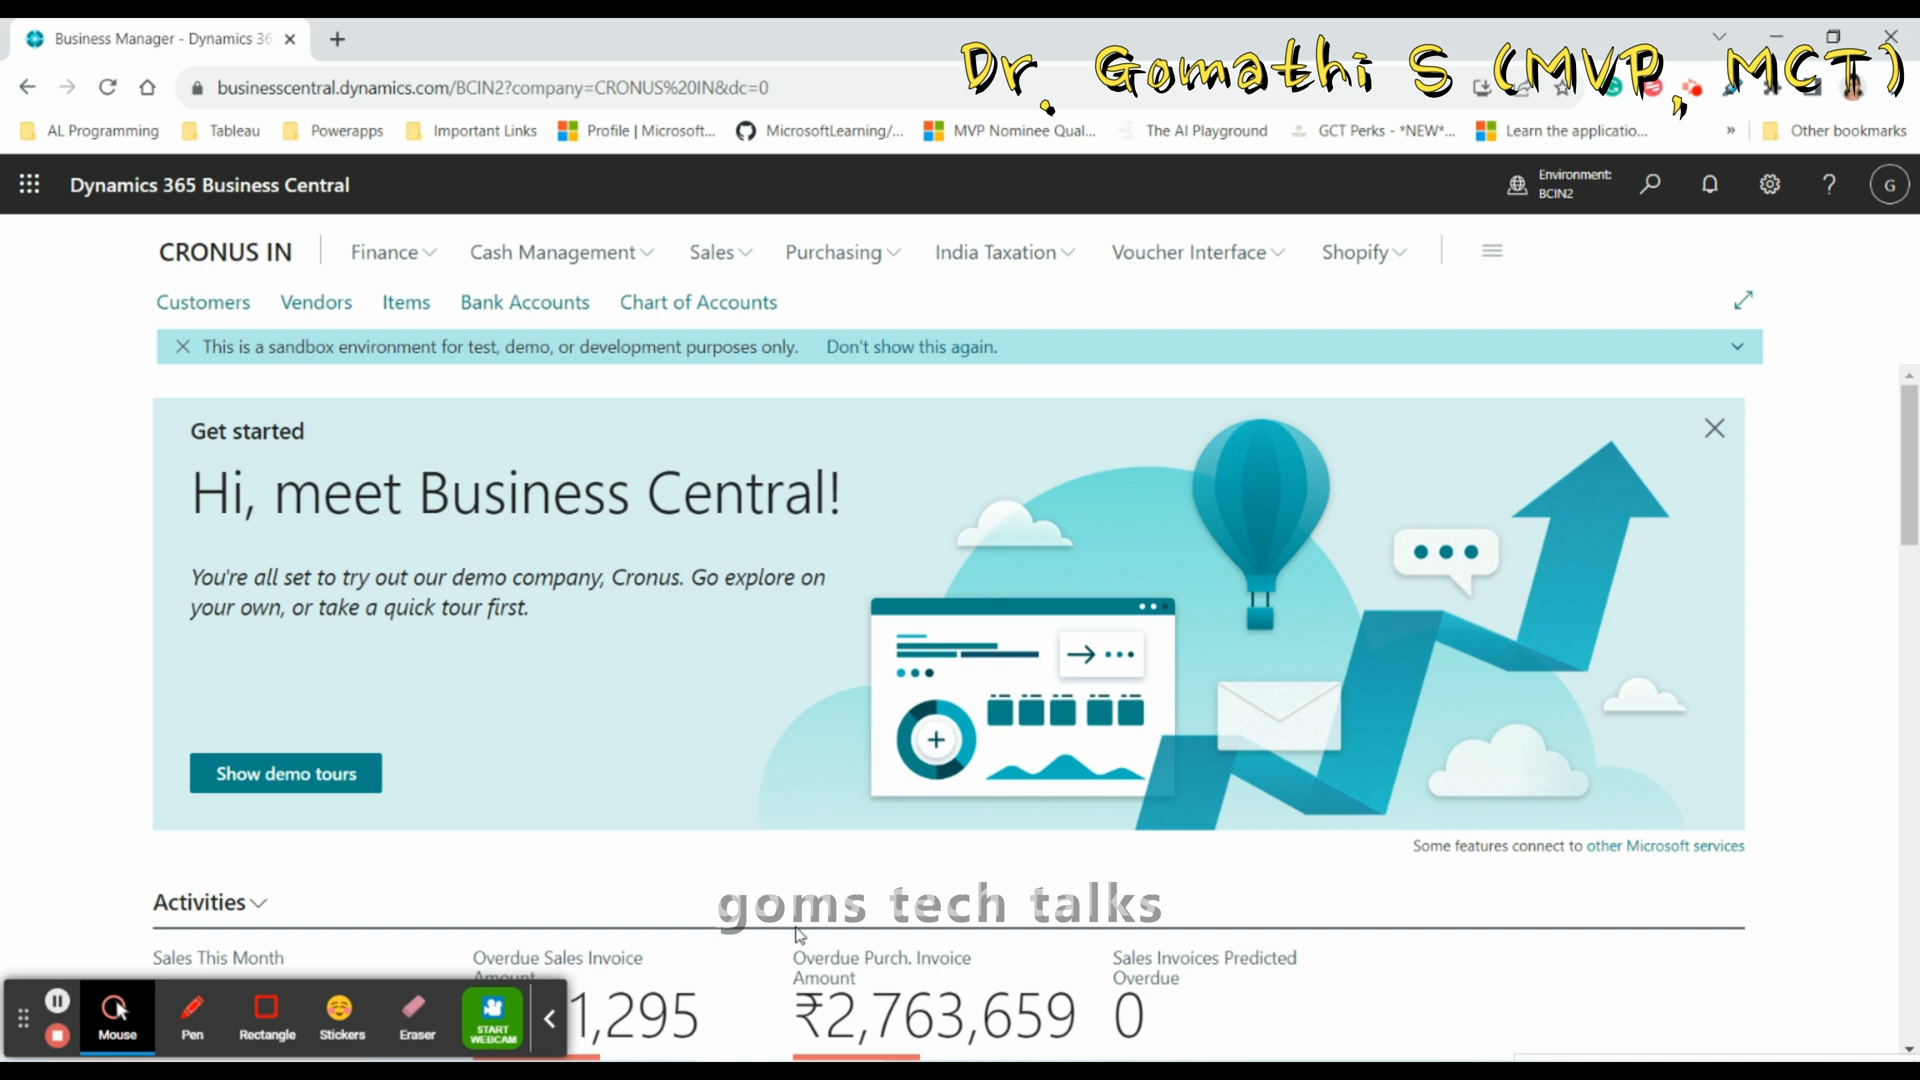 Business Manager - Dynamics 36
Dr. Gomathi S (MVP, MCT)
businesscentral.dynamics.com/BCIN2?company=CRONUS%20IN&dc=0
AL Programming Tableau Powerapps Important Links Profile | Microsoft... MicrosoftLearning/... MVP Nominee Qual... The AI Playground GCT Perks - *NEW*... Learn the applicatio... » Other bookmarks
Dynamics 365 Business Central
Environment:
BCIN2
? G
CRONUS IN Finance Cash Management Sales Purchasing India Taxation Voucher Interface Shopify
Customers Vendors Items Bank Accounts Chart of Accounts
This is a sandbox environment for test, demo, or development purposes only. Don't show this again.
Get started
Hi, meet Business Central!
You're all set to try out our demo company, Cronus. Go explore on
your own, or take a quick tour first.
Show demo tours
Some features connect to other Microsoft services
Activities
goms tech talks
Sales This Month
Overdue Sales Invoice
Amount
1,295
Overdue Purch. Invoice
Amount
₹2,763,659
Sales Invoices Predicted
Overdue
0
Mouse Pen Rectangle Stickers Eraser START
WEBCAM